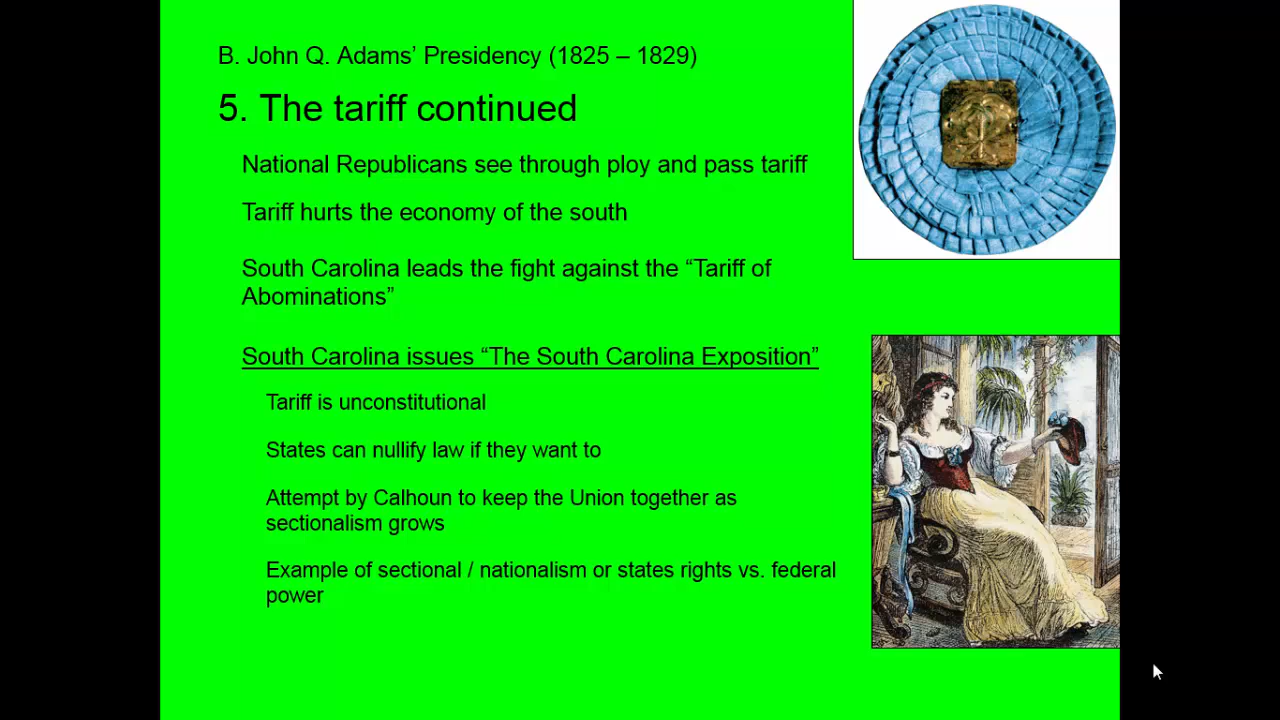 B. John Q. Adams’ Presidency (1825 – 1829)
5. The tariff continued
National Republicans see through ploy and pass tariff
Tariff hurts the economy of the south
South Carolina leads the fight against the “Tariff of
Abominations”
South Carolina issues “The South Carolina Exposition”
Tariff is unconstitutional
States can nullify law if they want to
Attempt by Calhoun to keep the Union together as
sectionalism grows
Example of sectional / nationalism or states rights vs. federal
power